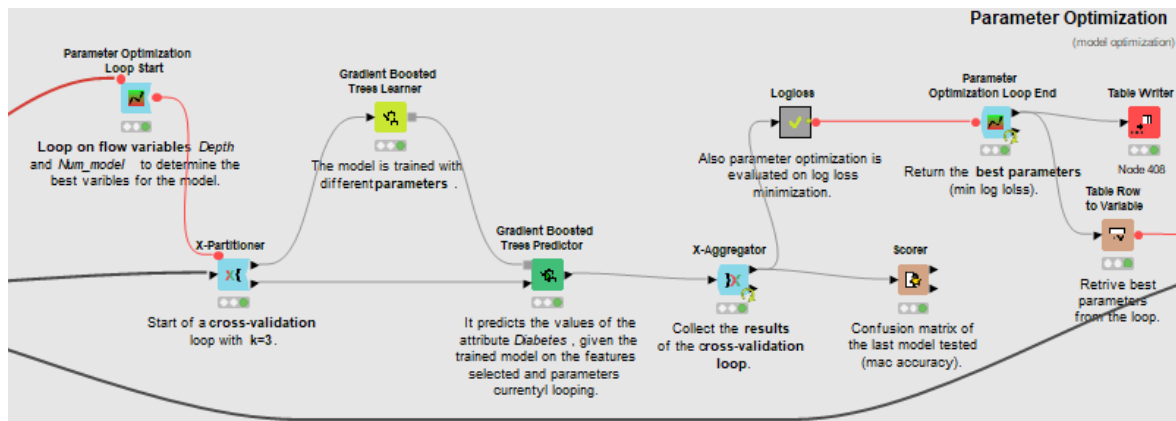 Parameter Optimization
(model optimization)
Parameter Optimization
Loop Start
Loop on flow variables Depth
and Num_model to determine the
best varibles for the model.
Gradient Boosted
Trees Learner
The model is trained with
different parameters .
Logloss
Also parameter optimization is
evaluated on log loss
minimization.
Parameter
Optimization Loop End
Return the best parameters
(min log lolss).
Table Writer
Node 408
X-Partitioner
X{
Start of a cross-validation
loop with k=3.
Gradient Boosted
Trees Predictor
It predicts the values of the
attribute Diabetes , given the
trained model on the features
selected and parameters
currentyl looping.
X-Aggregator
}X
Collect the results
of the cross-validation
loop.
Scorer
Confusion matrix of
the last model tested
(mac accuracy).
Table Row
to Variable
Retrive best
parameters
from the loop.